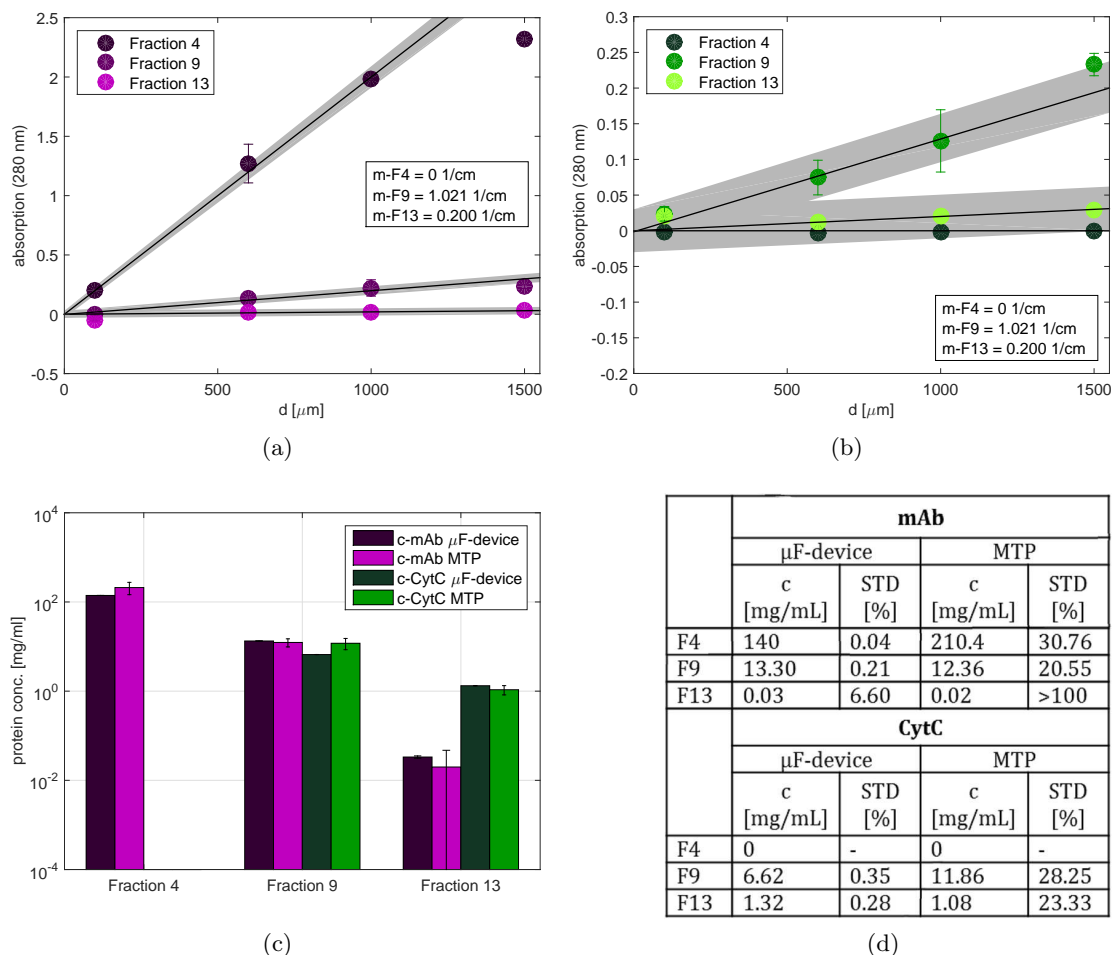 2.5
2
1.5
1
0.5
0
-0.5
absorption (280 nm)
Fraction 4
Fraction 9
Fraction 13
m-F4 = 0 1/cm
m-F9 = 1.021 1/cm
m-F13 = 0.200 1/cm
0 500 1000 1500
d [μm]
(a)
0.3
0.25
0.2
0.15
0.1
0.05
0
-0.05
-0.1
-0.15
-0.2
absorption (280 nm)
Fraction 4
Fraction 9
Fraction 13
m-F4 = 0 1/cm
m-F9 = 1.021 1/cm
m-F13 = 0.200 1/cm
0 500 1000 1500
d [μm]
(b)
10^4
10^2
10^0
10^-2
10^-4
protein conc. [mg/ml]
c-mAb μF-device
c-mAb MTP
c-CytC μF-device
c-CytC MTP
Fraction 4 Fraction 9 Fraction 13
(c)
mAb
μF-device MTP
c STD c STD
[mg/mL] [%] [mg/mL] [%]
F4 140 0.04 210.4 30.76
F9 13.30 0.21 12.36 20.55
F13 0.03 6.60 0.02 >100
CytC
μF-device MTP
c STD c STD
[mg/mL] [%] [mg/mL] [%]
F4 0 - 0 -
F9 6.62 0.35 11.86 28.25
F13 1.32 0.28 1.08 23.33
(d)